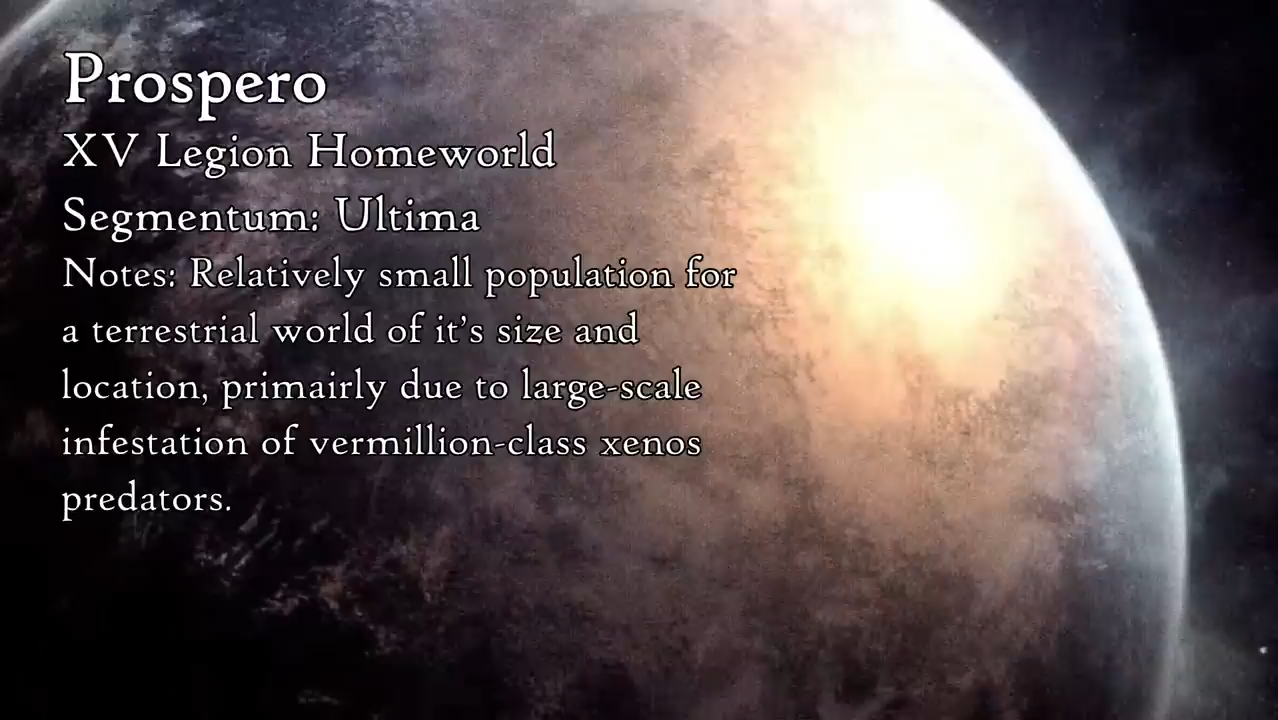 Prospero
XV Legion Homeworld
Segmentum: Ultima
Notes: Relatively small population for
a terrestrial world of it's size and
location, primairly due to large-scale
infestation of vermillion-class xenos
predators.